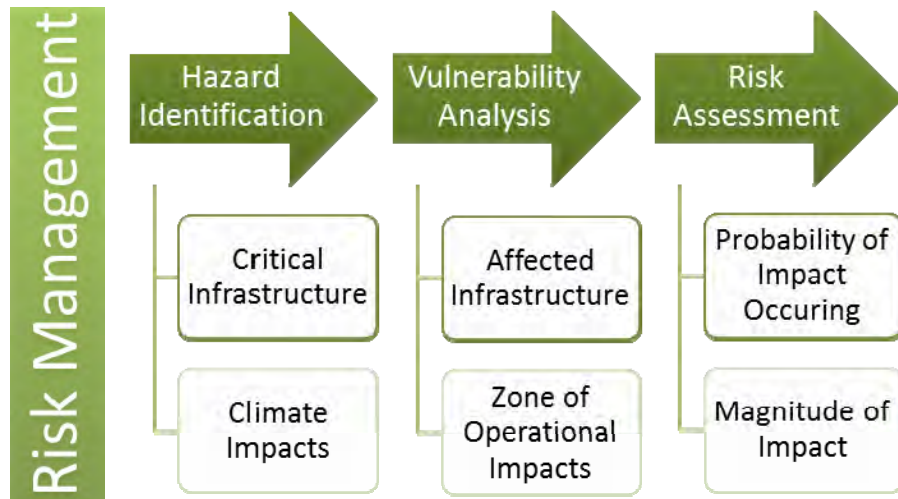 Risk Management
Hazard
Identification
Critical
Infrastructure
Climate
Impacts
Vulnerability
Analysis
Affected
Infrastructure
Zone of
Operational
Impacts
Risk
Assessment
Probability of
Impact
Occuring
Magnitude of
Impact